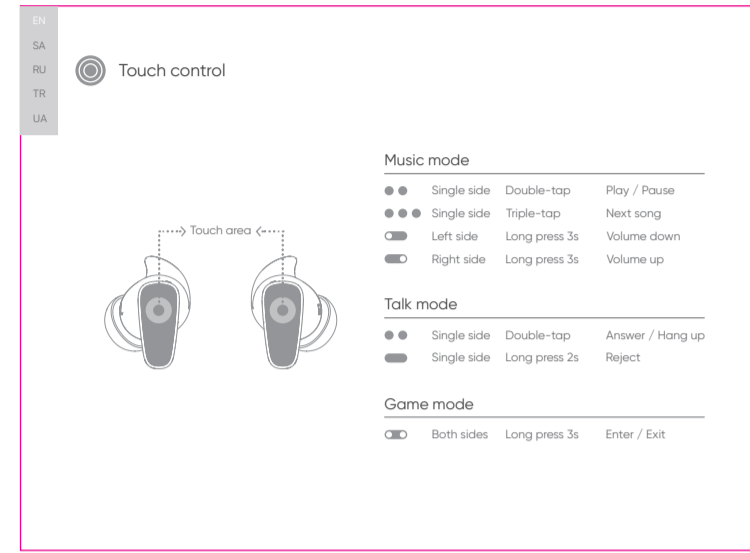 EN
SA
RU
TR
UA
Touch control
Touch area
Music mode
Single side Double-tap Play / Pause
Single side Triple-tap Next song
Left side Long press 3s Volume down
Right side Long press 3s Volume up
Talk mode
Single side Double-tap Answer / Hang up
Single side Long press 2s Reject
Game mode
Both sides Long press 3s Enter / Exit